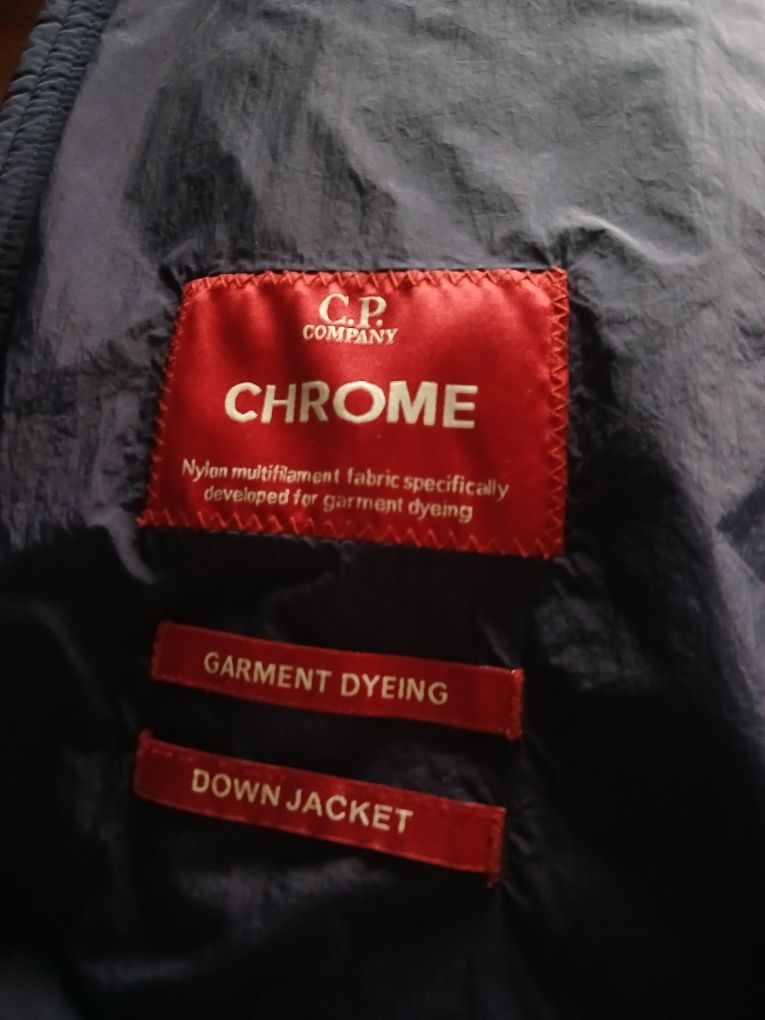 C.P.
COMPANY
CHROME
Nylon multifilament fabric specifically
developed for garment dyeing
GARMENT DYEING
DOWN JACKET